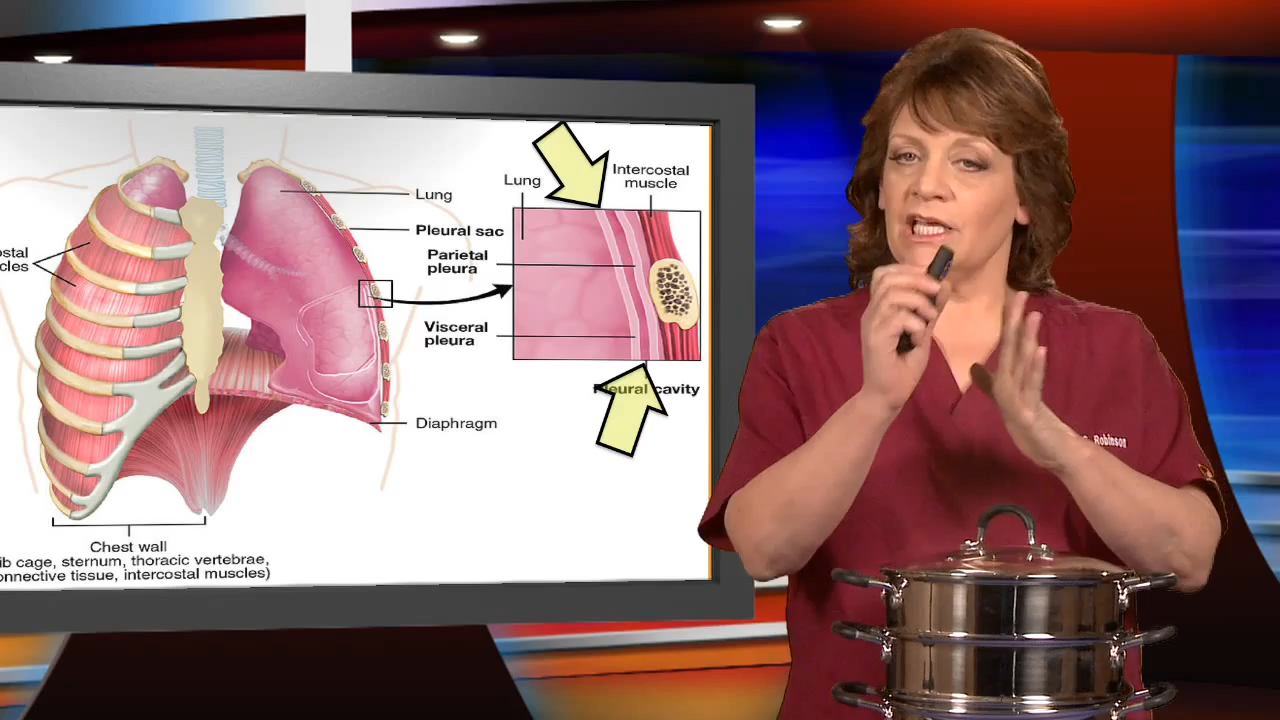 Lung
Pleural sac
Parietal
pleura
Visceral
pleura
Diaphragm
Lung
Intercostal
muscle
Pleural cavity
Chest wall
ib cage, sternum, thoracic vertebrae,
onnective tissue, intercostal muscles)
ostal
cles
Robinson